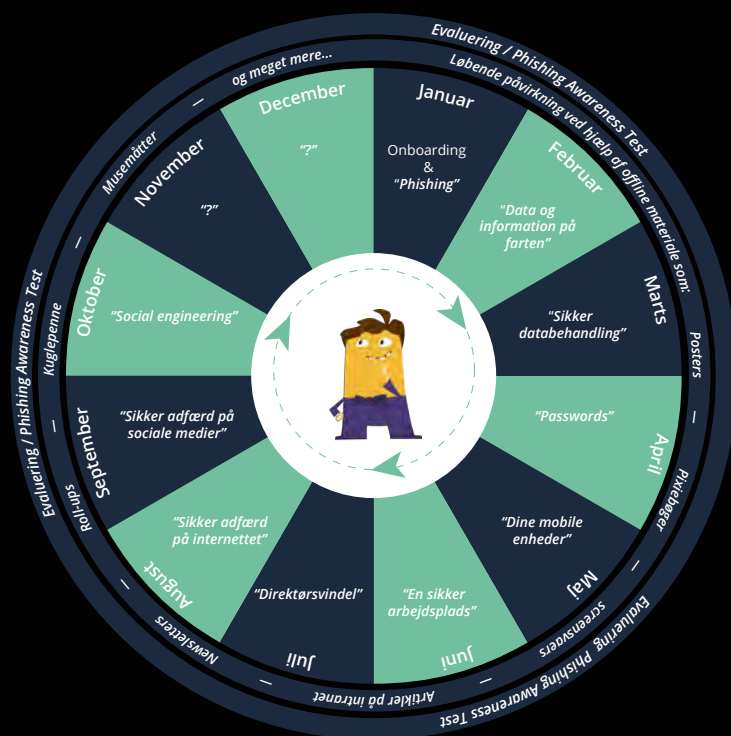 Evaluering / Phishing Awareness Test
Løbende påvirkning ved hjælp af offline materiale som:
Posters
—
Pixiebøger
—
screensvaers
—
Artikler på intranet
—
Newsletters
—
Roll-ups
—
Kuglepenne
—
Musemåtter
—
og meget mere...
Evaluering Phishing Awareness Test
Evaluering / Phishing Awareness Test
Januar
Onboarding
&
“Phishing”
Februar
“Data og
information på
farten”
Marts
“Sikker
databehandling”
April
“Passwords”
Maj
“Dine mobile
enheder”
Juni
“En sikker
arbejdsplads”
Juli
“Direktørsvindel”
August
“Sikker adfærd
på internettet”
September
“Sikker adfærd på
sociale medier”
Oktober
“Social engineering”
November
“?”
December
“?”